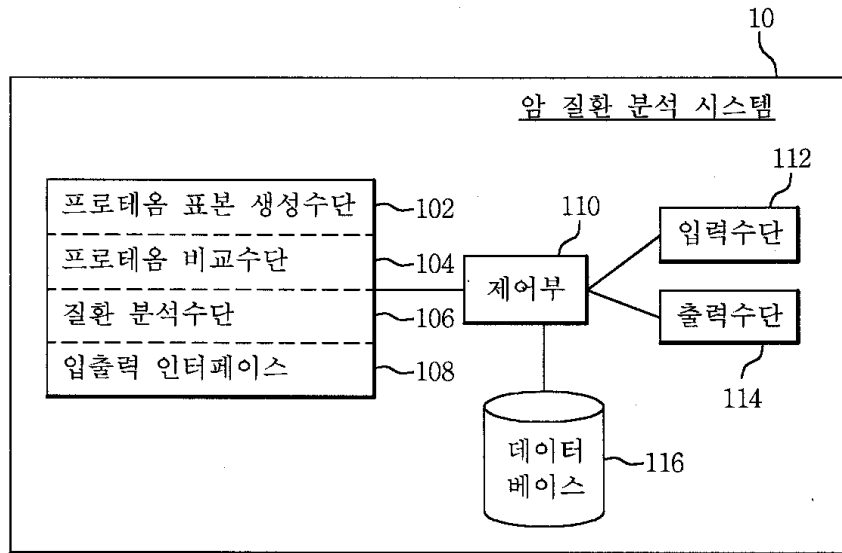 10
암 질환 분석 시스템
프로테옴 표본 생성수단
102
프로테옴 비교수단
104
질환 분석수단
106
입출력 인터페이스
108
110
제어부
112
입력수단
출력수단
114
데이터
베이스
116